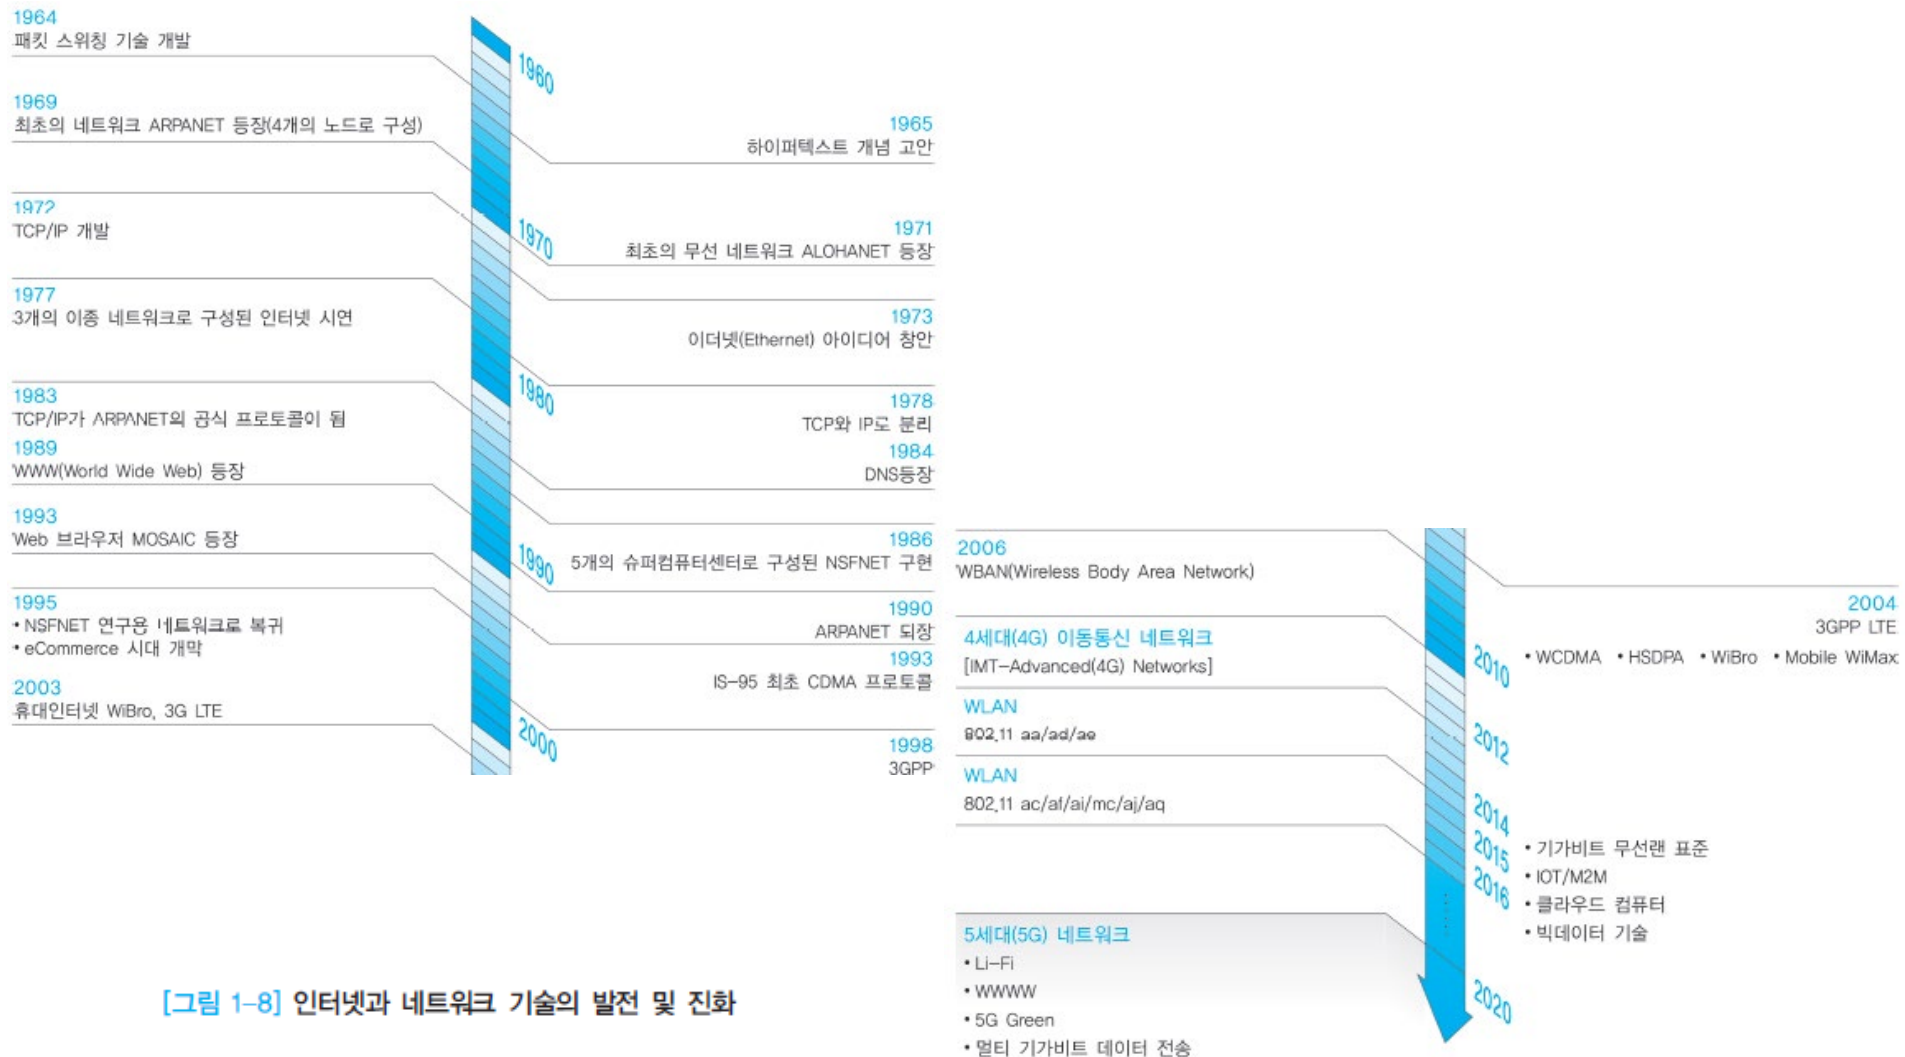 1964
패킷 스위칭 기술 개발
1969
최초의 네트워크 ARPANET 등장(4개의 노드로 구성)
1972
TCP/IP 개발
1977
3개의 이종 네트워크로 구성된 인터넷 시연
1983
TCP/IP가 ARPANET의 공식 프로토콜이 됨
1989
WWW(World Wide Web) 등장
1993
Web 브라우저 MOSAIC 등장
1995
• NSFNET 연구용 네트워크로 복귀
• eCommerce 시대 개막
2003
휴대인터넷 WiBro, 3G LTE
1960
1970
1980
1990
2000
1965
하이퍼텍스트 개념 고안
1971
최초의 무선 네트워크 ALOHANET 등장
1973
이더넷(Ethernet) 아이디어 창안
1978
TCP와 IP로 분리
1984
DNS등장
1986
5개의 슈퍼컴퓨터센터로 구성된 NSFNET 구현
1990
ARPANET 퇴장
1993
IS-95 최초 CDMA 프로토콜
1998
3GPP
2006
WBAN(Wireless Body Area Network)
4세대(4G) 이동통신 네트워크
[IMT-Advanced(4G) Networks]
WLAN
802.11 aa/ad/ae
WLAN
802.11 ac/af/ai/mc/aj/aq
5세대(5G) 네트워크
• Li-Fi
• WWWW
• 5G Green
• 멀티 기가비트 데이터 전송
2010
2012
2014
2015
2016
2020
2004
3GPP LTE
• WCDMA • HSDPA • WiBro • Mobile WiMax
• 기가비트 무선랜 표준
• IOT/M2M
• 클라우드 컴퓨터
• 빅데이터 기술
[그림 1-8] 인터넷과 네트워크 기술의 발전 및 진화